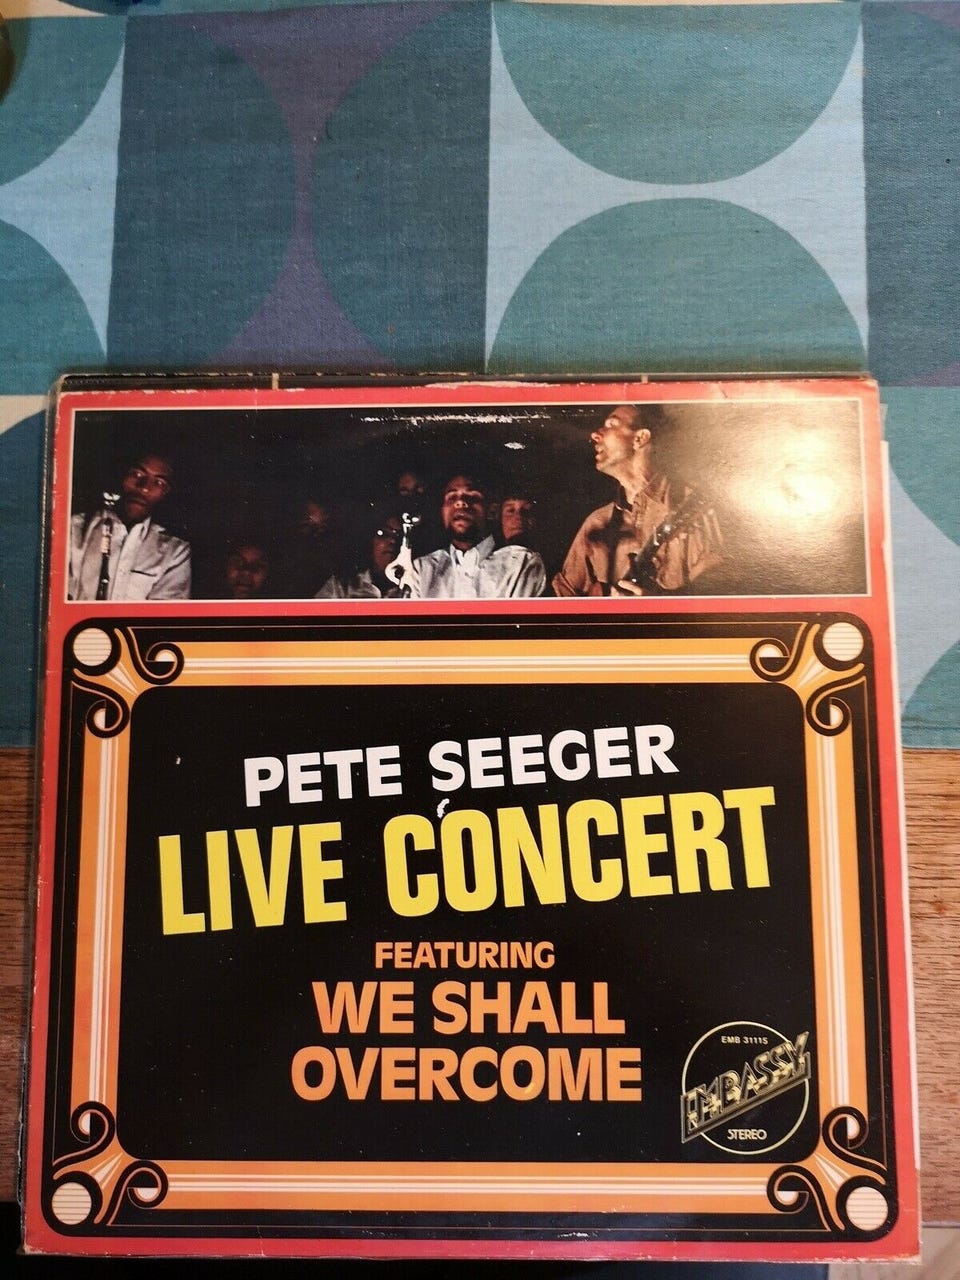 PETE SEEGER
LIVE CONCERT
FEATURING
WE SHALL
OVERCOME
EMB 31115
EMBASSY
STEREO